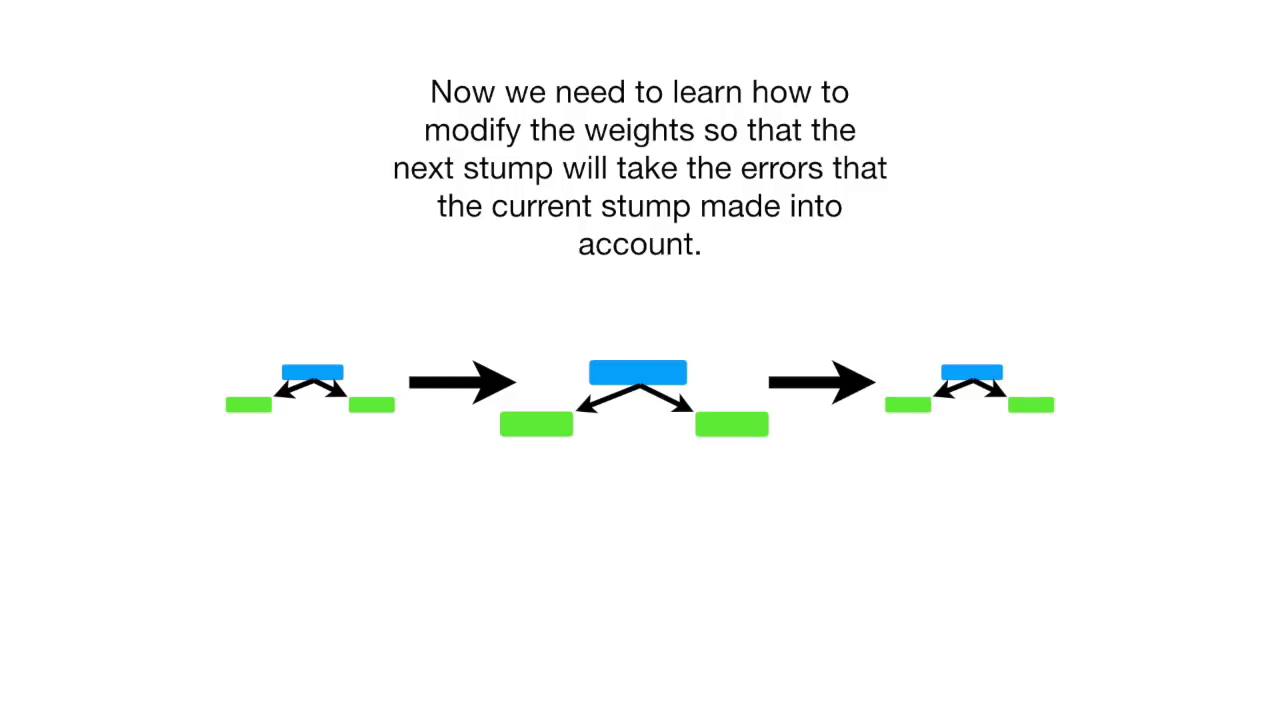 Now we need to learn how to
modify the weights so that the
next stump will take the errors that
the current stump made into
account.